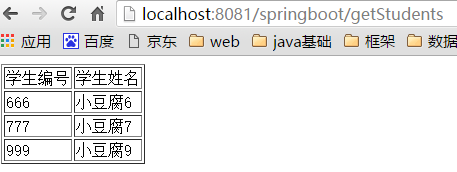 localhost:8081/springboot/getStudents
应用 百度 京东 web java基础 框架 数据
学生编号 学生姓名
666 小豆腐6
777 小豆腐7
999 小豆腐9